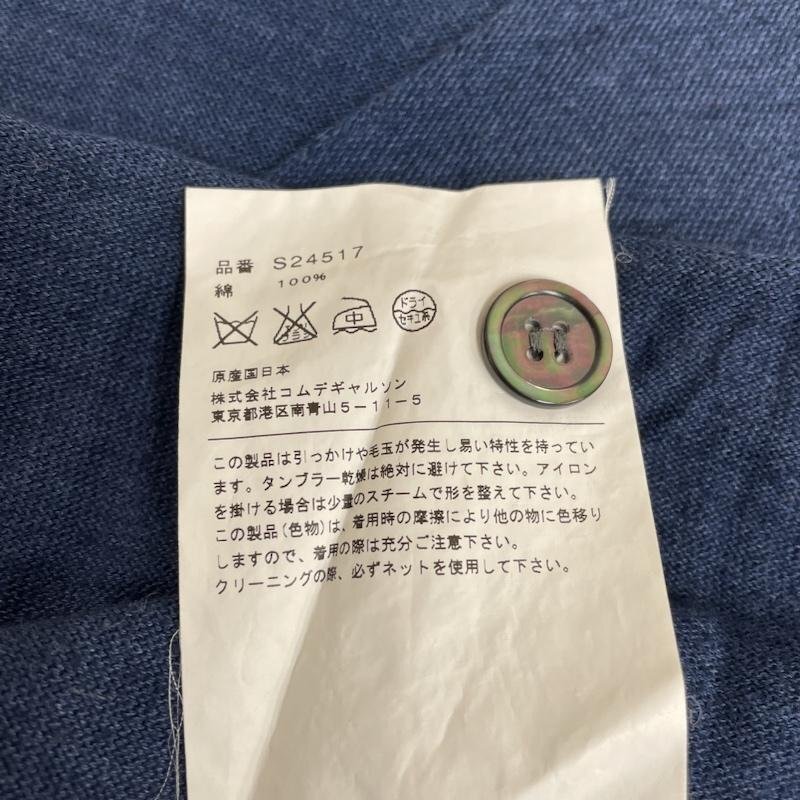 品番 S24517
綿 100%
エンソサラシ
中
ドライ
セキユ系
原産国日本
株式会社コムデギャルソン
東京都港区南青山5-11-5
この製品は引っかけや毛玉が発生し易い特性を持ってい
ます。タンブラー乾燥は絶対に避けて下さい。アイロン
を掛ける場合は少量のスチームで形を整えて下さい。
この製品(色物)は、着用時の摩擦により他の物に色移り
しますので、着用の際は充分ご注意下さい。
クリーニングの際、必ずネットを使用して下さい。